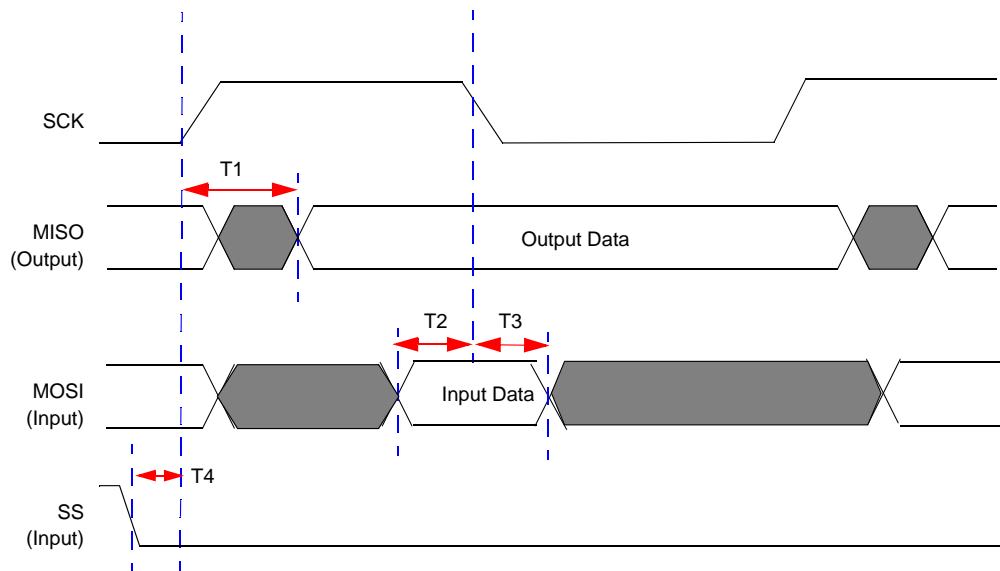 SCK
T1
MISO
(Output)
Output Data
T2
T3
MOSI
(Input)
Input Data
T4
SS
(Input)